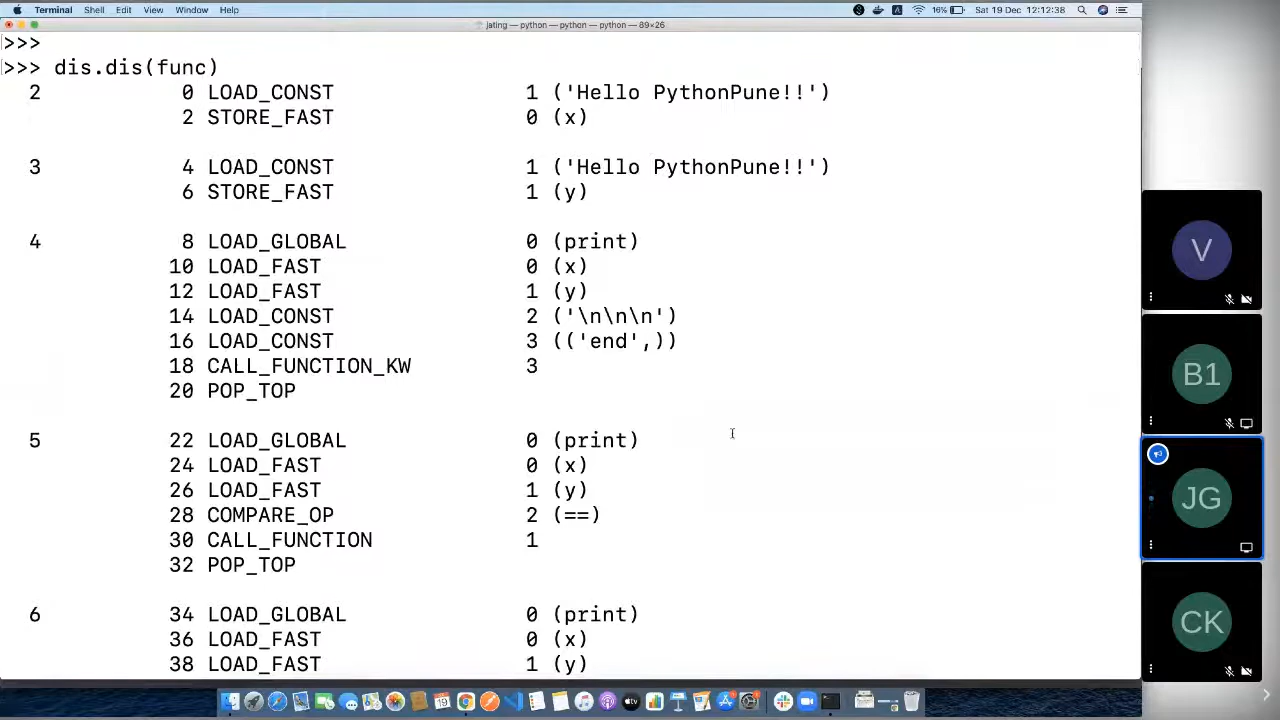 Terminal Shell Edit View Window Help
16% Sat 19 Dec 12:12:38
jating — python — python — python — 89×26
>>>
>>> dis.dis(func)
2 0 LOAD_CONST 1 ('Hello PythonPune!!')
2 STORE_FAST 0 (x)
3 4 LOAD_CONST 1 ('Hello PythonPune!!')
6 STORE_FAST 1 (y)
4 8 LOAD_GLOBAL 0 (print)
10 LOAD_FAST 0 (x)
12 LOAD_FAST 1 (y)
14 LOAD_CONST 2 ('\n\n\n')
16 LOAD_CONST 3 (('end',))
18 CALL_FUNCTION_KW 3
20 POP_TOP
5 22 LOAD_GLOBAL 0 (print)
24 LOAD_FAST 0 (x)
26 LOAD_FAST 1 (y)
28 COMPARE_OP 2 (==)
30 CALL_FUNCTION 1
32 POP_TOP
6 34 LOAD_GLOBAL 0 (print)
36 LOAD_FAST 0 (x)
38 LOAD_FAST 1 (y)
V
B1
JG
CK